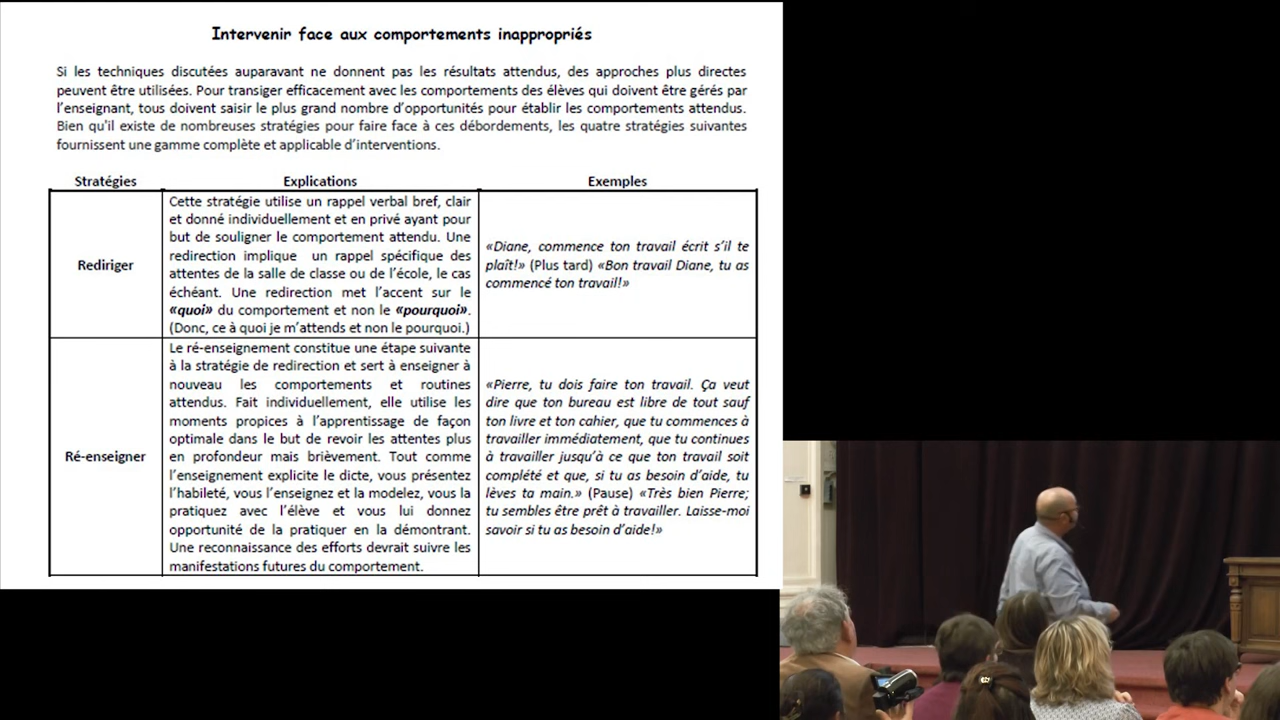 Intervenir face aux comportements inappropriés
Si les techniques discutées auparavant ne donnent pas les résultats attendus, des approches plus directes
peuvent être utilisées. Pour transiger efficacement avec les comportements des élèves qui doivent être gérés par
l'enseignant, tous doivent saisir le plus grand nombre d'opportunités pour établir les comportements attendus.
Bien qu'il existe de nombreuses stratégies pour faire face à ces débordements, les quatre stratégies suivantes
fournissent une gamme complète et applicable d'interventions.
Stratégies Explications Exemples
Rediriger
Cette stratégie utilise un rappel verbal bref, clair
et donné individuellement et en privé ayant pour
but de souligner le comportement attendu. Une
redirection implique un rappel spécifique des
attentes de la salle de classe ou de l'école, le cas
échéant. Une redirection met l'accent sur le
«quoi» du comportement et non le «pourquoi».
(Donc, ce à quoi je m'attends et non le pourquoi.)
«Diane, commence ton travail écrit s'il te
plaît!» (Plus tard) «Bon travail Diane, tu as
commencé ton travail!»
Ré-enseigner
Le ré-enseignement constitue une étape suivante
à la stratégie de redirection et sert à enseigner à
nouveau les comportements et routines
attendus. Fait individuellement, elle utilise les
moments propices à l'apprentissage de façon
optimale dans le but de revoir les attentes plus
en profondeur mais brièvement. Tout comme
l'enseignement explicite le dicte, vous présentez
l'habileté, vous l'enseignez et la modelez, vous la
pratiquez avec l'élève et vous lui donnez
opportunité de la pratiquer en la démontrant.
Une reconnaissance des efforts devrait suivre les
manifestations futures du comportement.
«Pierre, tu dois faire ton travail. Ça veut
dire que ton bureau est libre de tout sauf
ton livre et ton cahier, que tu commences à
travailler immédiatement, que tu continues
à travailler jusqu'à ce que ton travail soit
complété et que, si tu as besoin d'aide, tu
lèves ta main.» (Pause) «Très bien Pierre;
tu sembles être prêt à travailler. Laisse-moi
savoir si tu as besoin d'aide!»